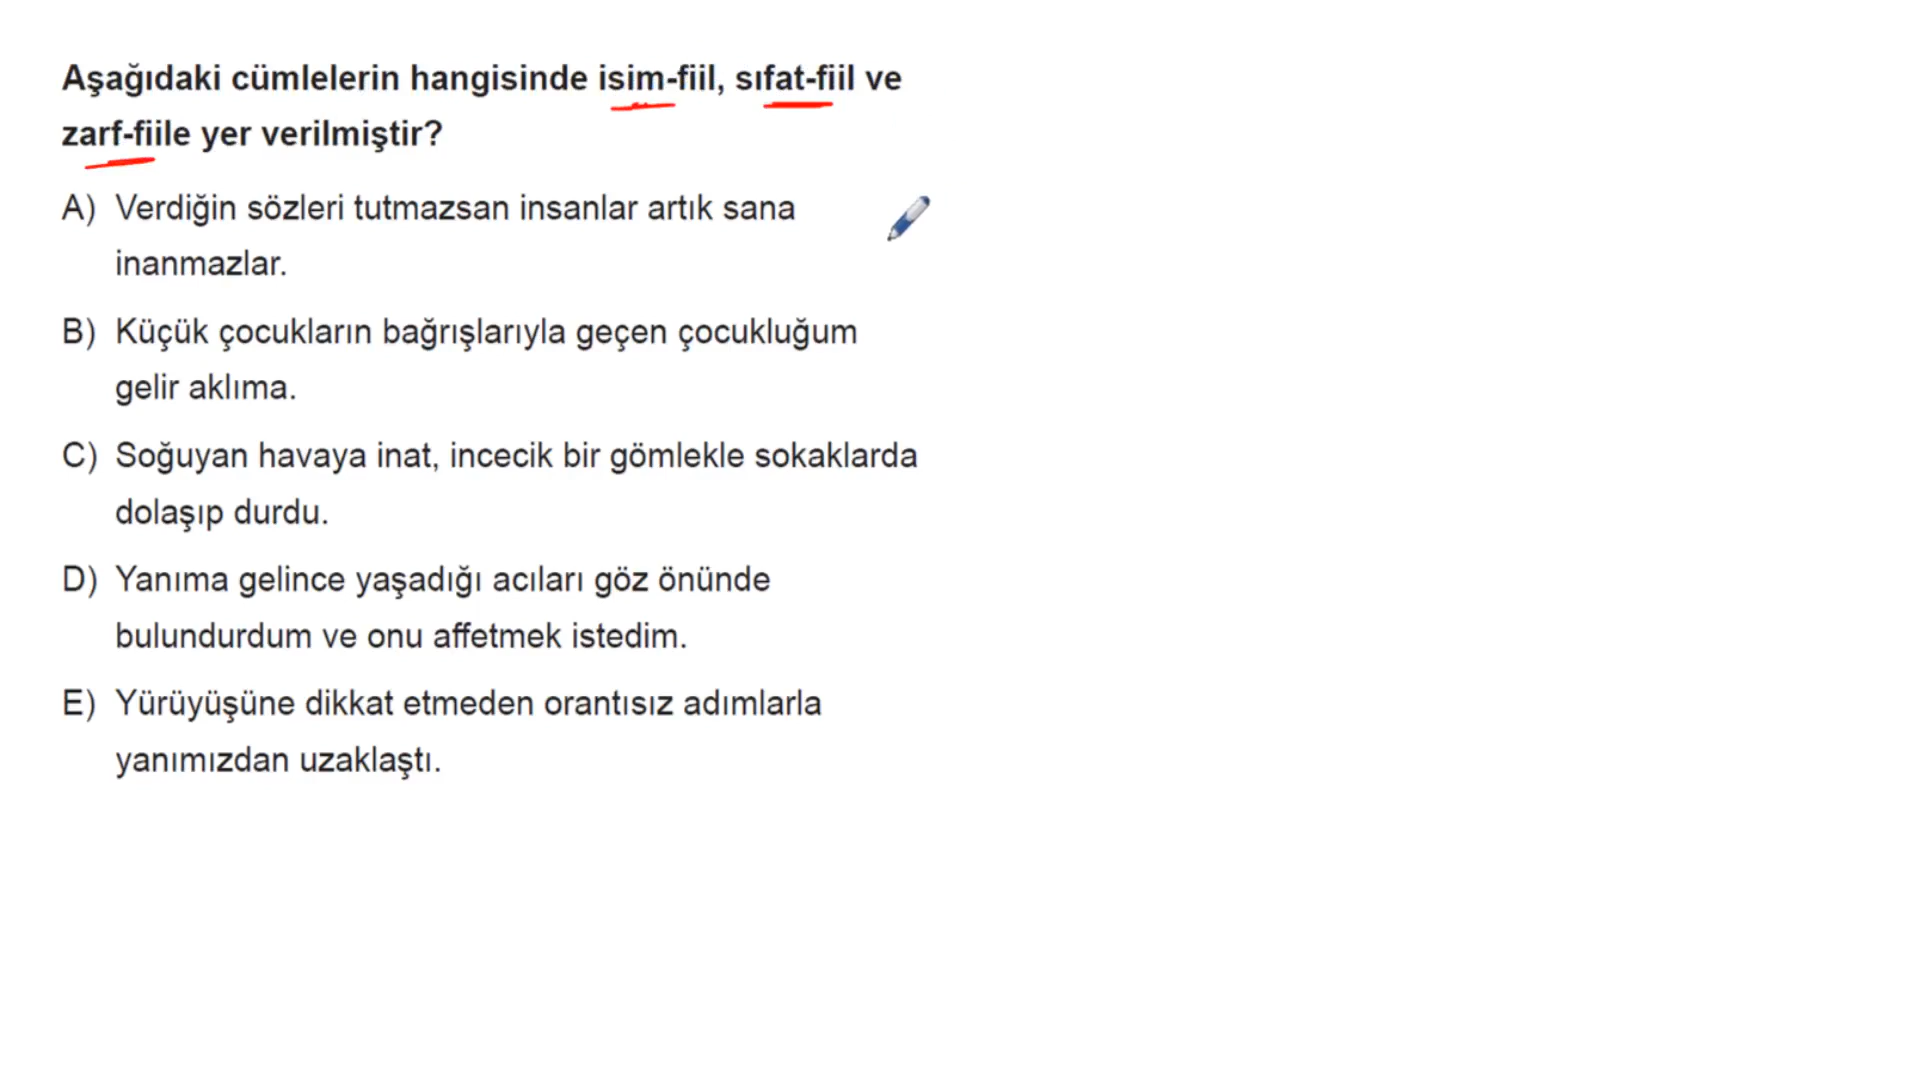 Aşağıdaki cümlelerin hangisinde isim-fiil, sıfat-fiil ve
zarf-fiile yer verilmiştir?
A) Verdiğin sözleri tutmazsan insanlar artık sana
inanmazlar.
B) Küçük çocukların bağrışlarıyla geçen çocukluğum
gelir aklıma.
C) Soğuyan havaya inat, incecik bir gömlekle sokaklarda
dolaşıp durdu.
D) Yanıma gelince yaşadığı acıları göz önünde
bulundurdum ve onu affetmek istedim.
E) Yürüyüşüne dikkat etmeden orantısız adımlarla
yanımızdan uzaklaştı.